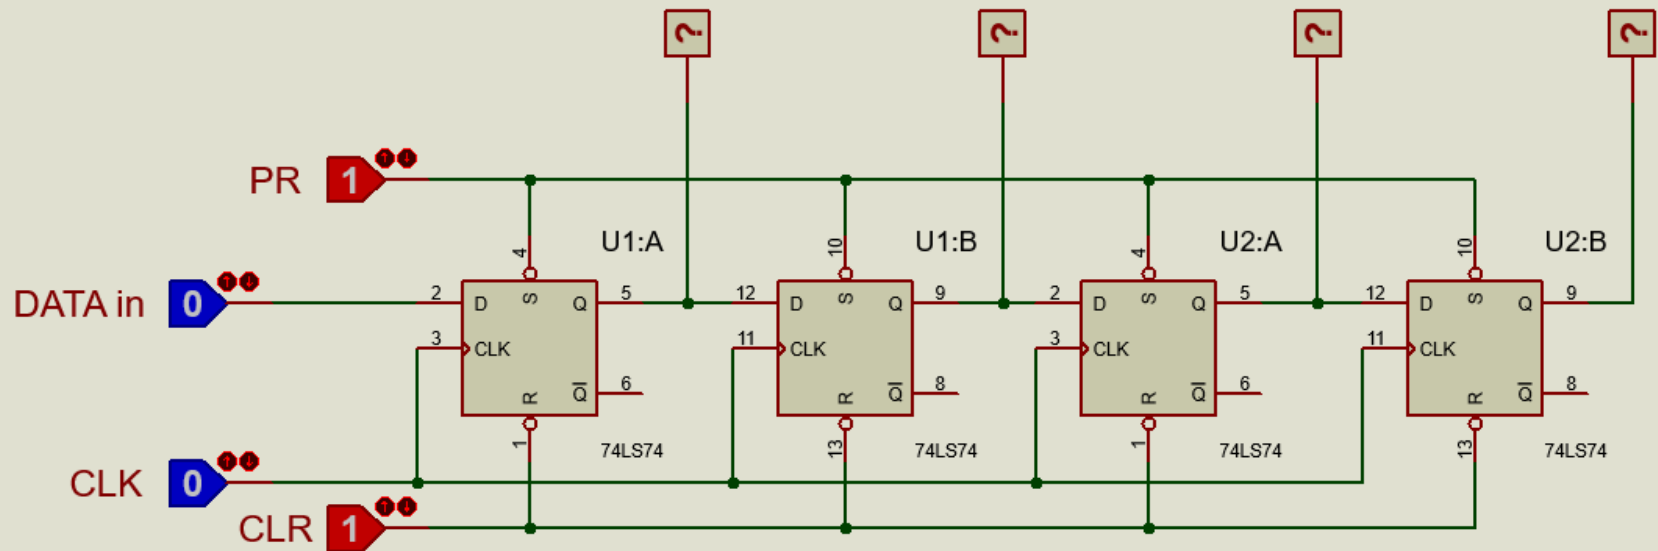 ? ? ? ?
PR 1
U1:A U1:B U2:A U2:B
4 10 4 10
DATA in 0 2 D S Q 5 12 D S Q 9 2 D S Q 5 12 D S Q 9
3 CLK 11 CLK 3 CLK 11 CLK
R Q̅ 6 R Q̅ 8 R Q̅ 6 R Q̅ 8
1 74LS74 13 74LS74 1 74LS74 13 74LS74
CLK 0
CLR 1